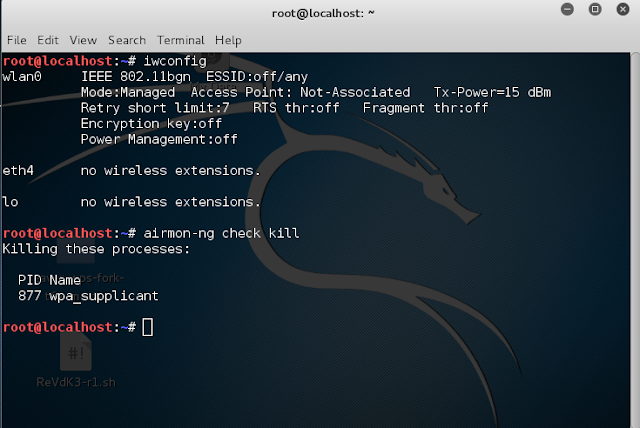 root@localhost: ~
File Edit View Search Terminal Help
root@localhost:~# iwconfig
wlan0     IEEE 802.11bgn  ESSID:off/any
          Mode:Managed  Access Point: Not-Associated   Tx-Power=15 dBm
          Retry short limit:7   RTS thr:off   Fragment thr:off
          Encryption key:off
          Power Management:off
eth4      no wireless extensions.
lo        no wireless extensions.
root@localhost:~# airmon-ng check kill
Killing these processes:
  PID Name
  877 wpa_supplicant
root@localhost:~#
#!
ReVdK3-r1.sh